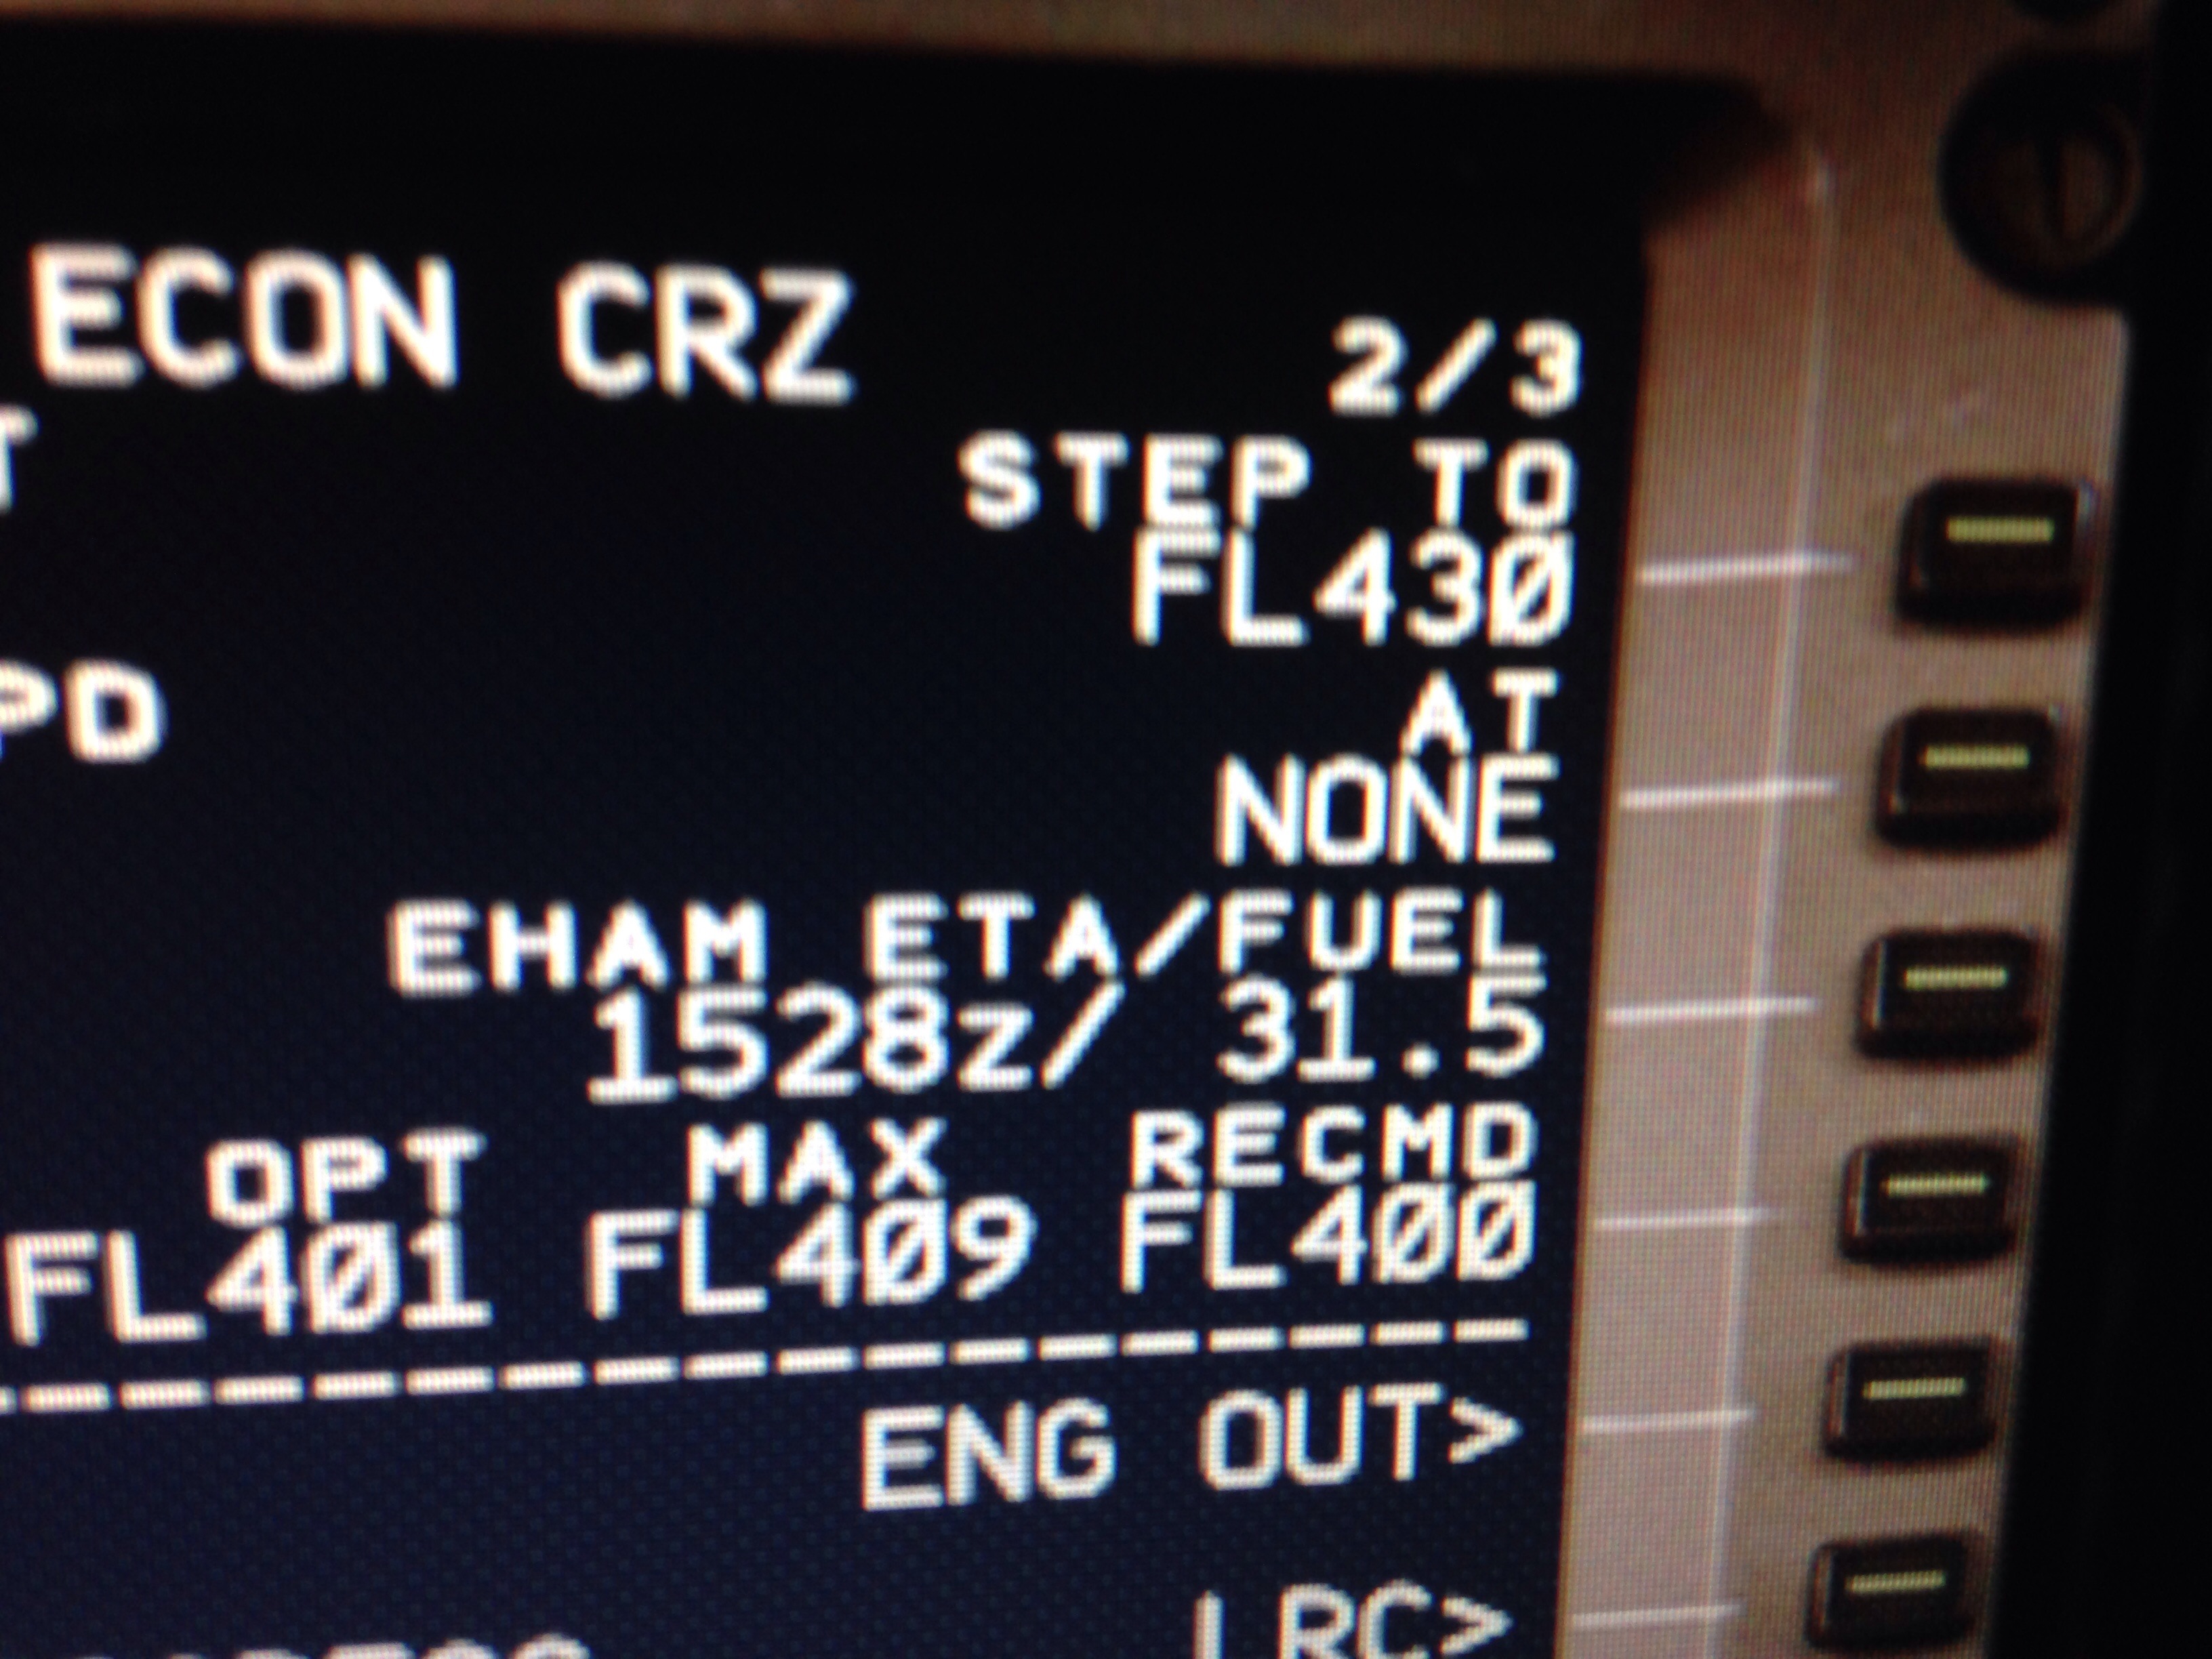 ECON CRZ
2/3
T
STEP TO
FL430
PD
AT
NONE
EHAM ETA/FUEL
1528z/ 31.5
OPT MAX RECMD
FL401 FL409 FL400
----------------
ENG OUT>
LRC>